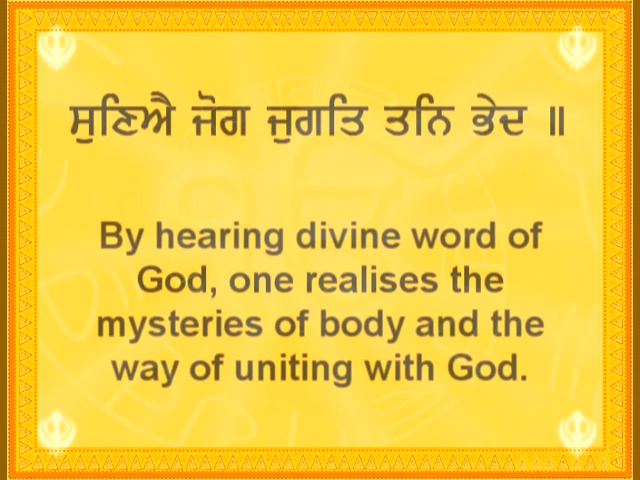 ਸੁਣਿਐ ਜੋਗ ਜੁਗਤਿ ਤਨਿ ਭੇਦ ॥
By hearing divine word of
God, one realises the
mysteries of body and the
way of uniting with God.